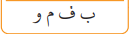 ب ف م و